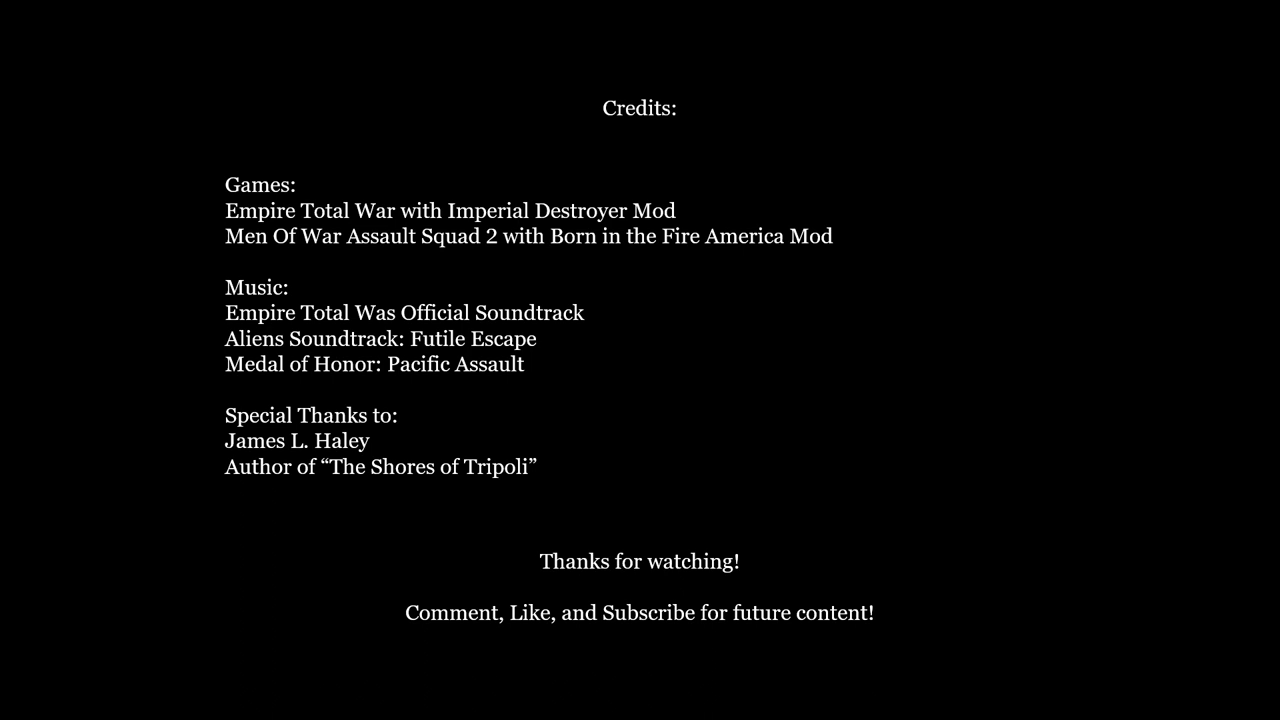 Credits:
Games:
Empire Total War with Imperial Destroyer Mod
Men Of War Assault Squad 2 with Born in the Fire America Mod
Music:
Empire Total Was Official Soundtrack
Aliens Soundtrack: Futile Escape
Medal of Honor: Pacific Assault
Special Thanks to:
James L. Haley
Author of “The Shores of Tripoli”
Thanks for watching!
Comment, Like, and Subscribe for future content!